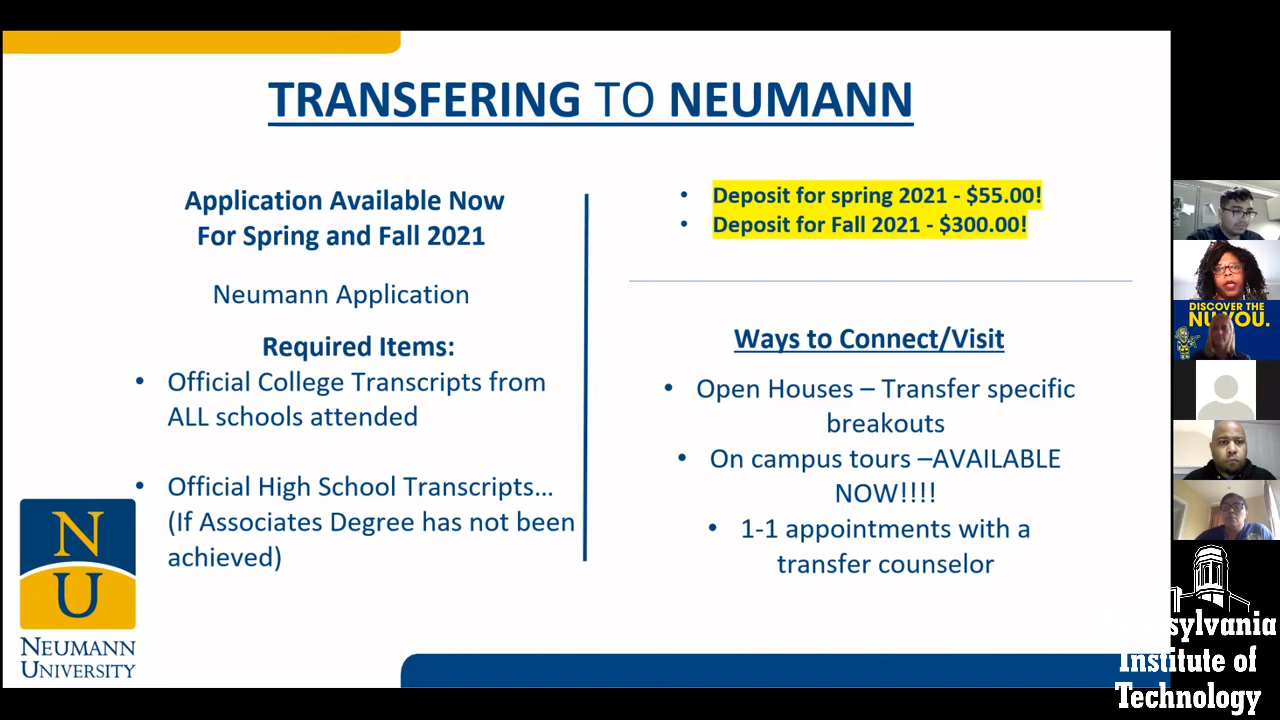 TRANSFERING TO NEUMANN
Application Available Now
For Spring and Fall 2021
Neumann Application
Required Items:
• Official College Transcripts from
ALL schools attended
• Official High School Transcripts...
(If Associates Degree has not been
achieved)
• Deposit for spring 2021 - $55.00!
• Deposit for Fall 2021 - $300.00!
Ways to Connect/Visit
• Open Houses – Transfer specific
breakouts
• On campus tours –AVAILABLE
NOW!!!!
• 1-1 appointments with a
transfer counselor
N
U
NEUMANN
UNIVERSITY
DISCOVER THE
NU YOU.
Pennsylvania
Institute of
Technology